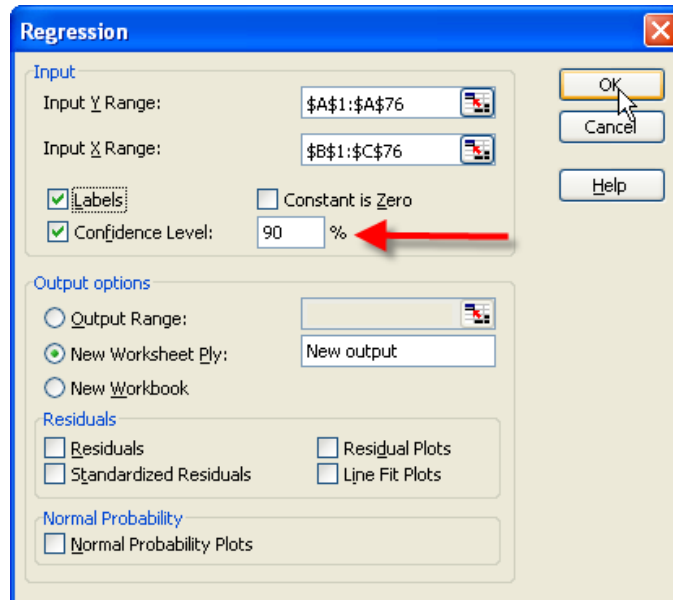 Regression
Input
Input Y Range:
$A$1:$A$76
Input X Range:
$B$1:$C$76
Labels
Constant is Zero
Confidence Level:
90
%
OK
Cancel
Help
Output options
Output Range:
New Worksheet Ply:
New output
New Workbook
Residuals
Residuals
Residual Plots
Standardized Residuals
Line Fit Plots
Normal Probability
Normal Probability Plots